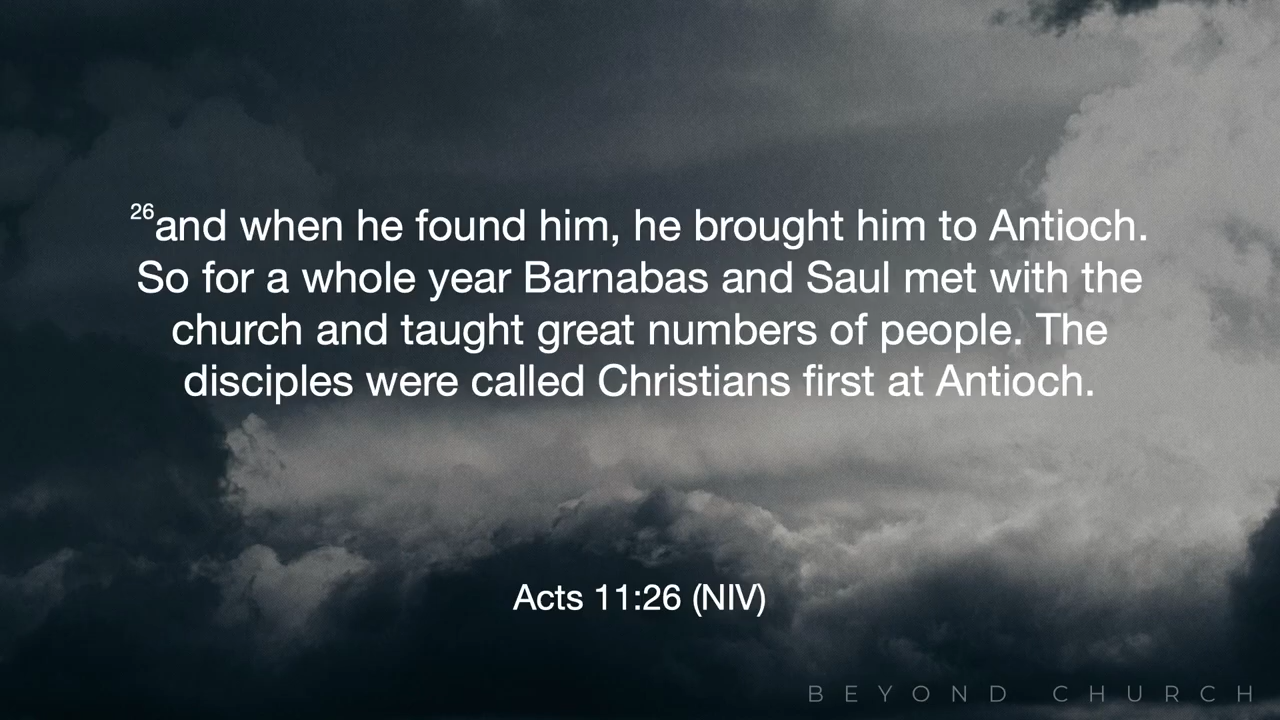 26and when he found him, he brought him to Antioch.
So for a whole year Barnabas and Saul met with the
church and taught great numbers of people. The
disciples were called Christians first at Antioch.
Acts 11:26 (NIV)
BEYOND CHURCH